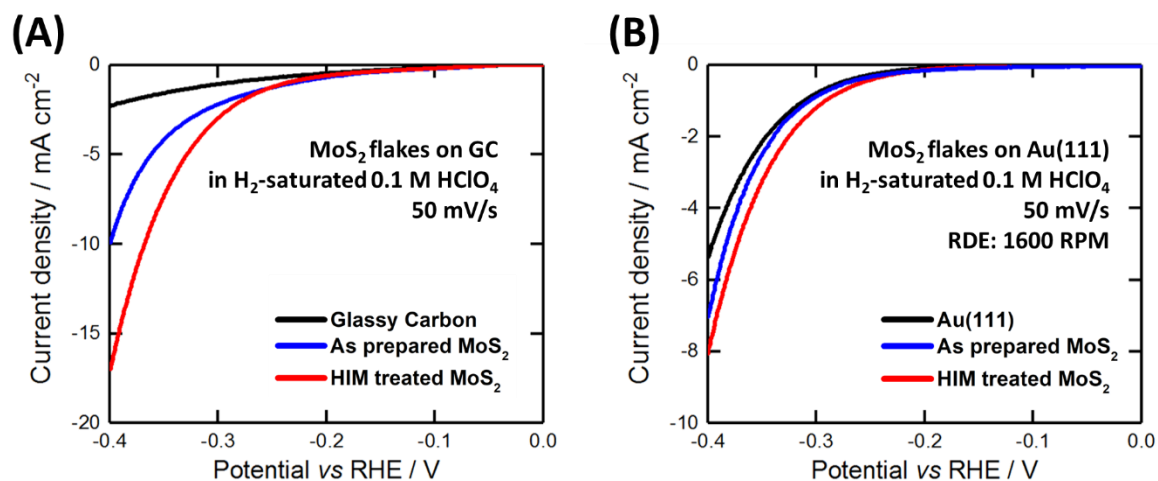 (A)
0
-5
-10
-15
-20
-0.4
-0.3
-0.2
-0.1
0.0
Current density / mA cm⁻²
Potential vs RHE / V
MoS₂ flakes on GC
in H₂-saturated 0.1 M HClO₄
50 mV/s
Glassy Carbon
As prepared MoS₂
HIM treated MoS₂
(B)
0
-2
-4
-6
-8
-10
-0.4
-0.3
-0.2
-0.1
0.0
Current density / mA cm⁻²
Potential vs RHE / V
MoS₂ flakes on Au(111)
in H₂-saturated 0.1 M HClO₄
50 mV/s
RDE: 1600 RPM
Au(111)
As prepared MoS₂
HIM treated MoS₂